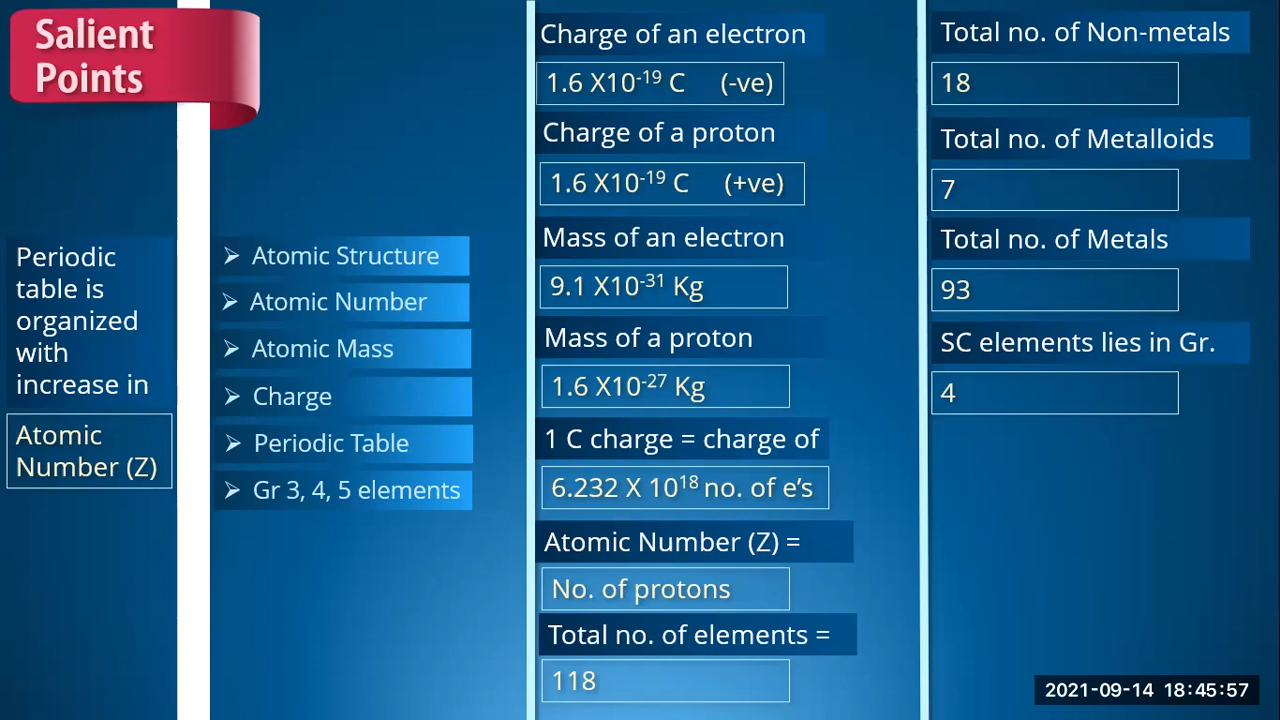 Salient
Points
Periodic
table is
organized
with
increase in
Atomic
Number (Z)
➢ Atomic Structure
➢ Atomic Number
➢ Atomic Mass
➢ Charge
➢ Periodic Table
➢ Gr 3, 4, 5 elements
Charge of an electron
1.6 X10⁻¹⁹ C (-ve)
Charge of a proton
1.6 X10⁻¹⁹ C (+ve)
Mass of an electron
9.1 X10⁻³¹ Kg
Mass of a proton
1.6 X10⁻²⁷ Kg
1 C charge = charge of
6.232 X 10¹⁸ no. of e’s
Atomic Number (Z) =
No. of protons
Total no. of elements =
118
Total no. of Non-metals
18
Total no. of Metalloids
7
Total no. of Metals
93
SC elements lies in Gr.
4
2021-09-14 18:45:57